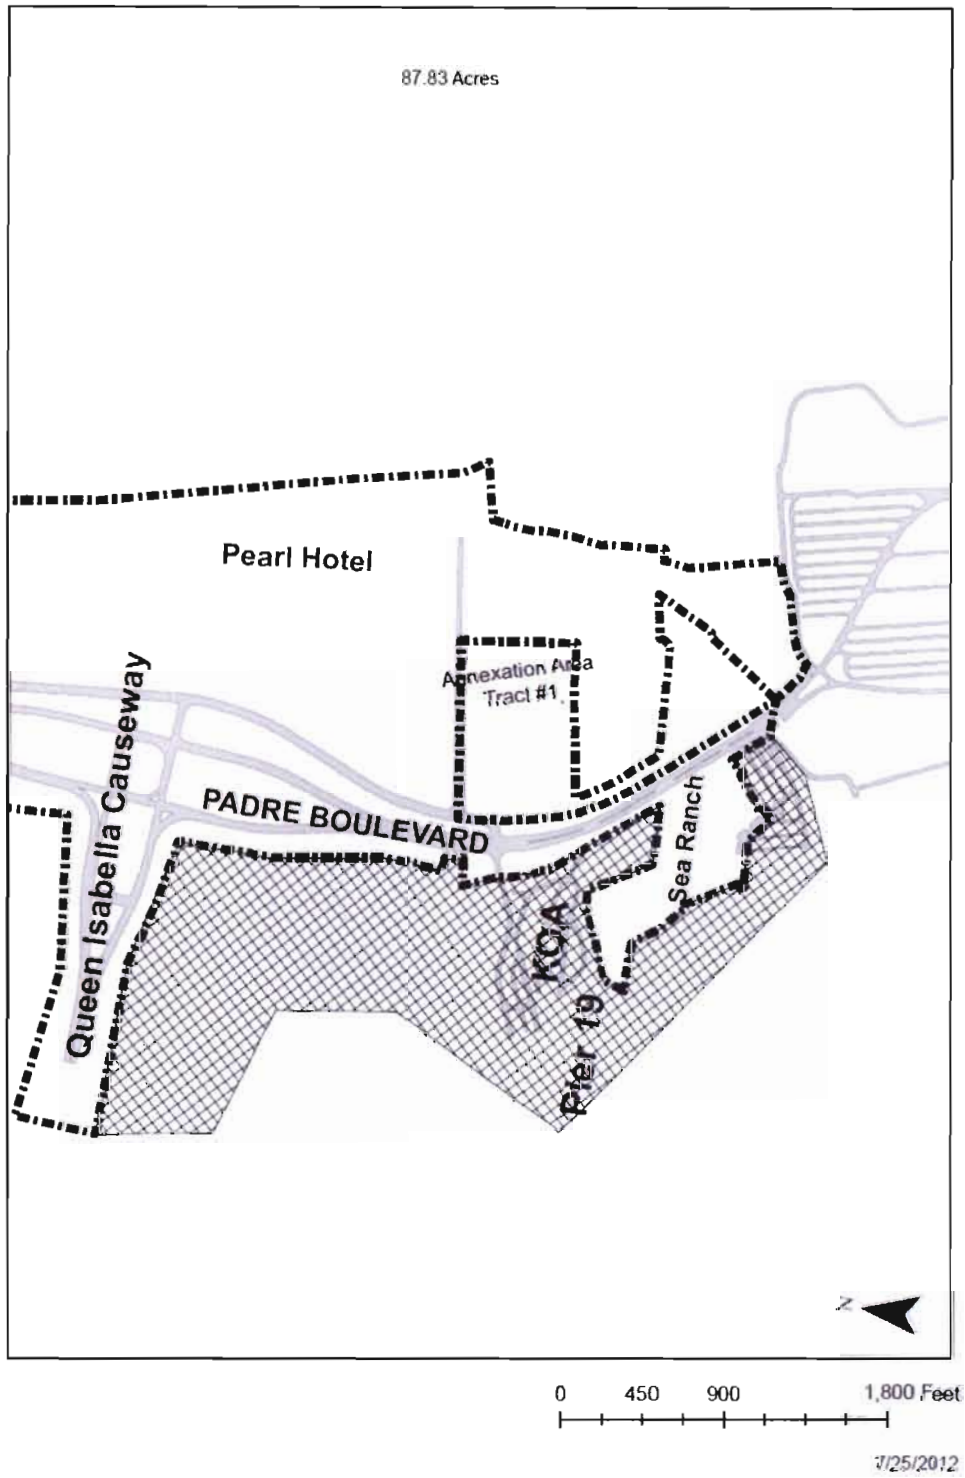 87.83 Acres
Pearl Hotel
Annexation Area
Tract #1
Queen Isabella Causeway
PADRE BOULEVARD
Sea Ranch
KOA
Pier 19
N
0 450 900 1,800 Feet
7/25/2012